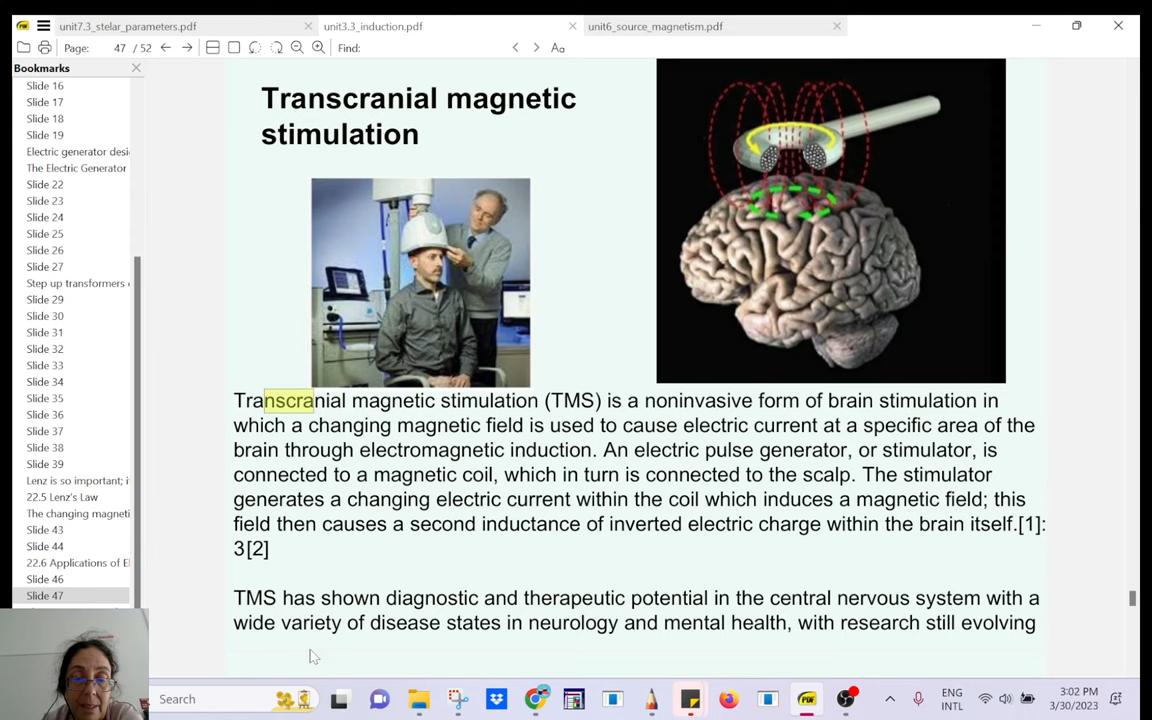 unit7.3_stelar_parameters.pdf
unit3.3_induction.pdf
unit6_source_magnetism.pdf
Page: 47 / 52
Find:
Aa
Bookmarks
Slide 16
Slide 17
Slide 18
Slide 19
Electric generator desi
The Electric Generator
Slide 22
Slide 23
Slide 24
Slide 25
Slide 26
Slide 27
Step up transformers
Slide 29
Slide 30
Slide 31
Slide 32
Slide 33
Slide 34
Slide 35
Slide 36
Slide 37
Slide 38
Slide 39
Lenz is so important; i
22.5 Lenz's Law
The changing magneti
Slide 43
Slide 44
22.6 Applications of E
Slide 46
Slide 47
Transcranial magnetic
stimulation
Transcranial magnetic stimulation (TMS) is a noninvasive form of brain stimulation in
which a changing magnetic field is used to cause electric current at a specific area of the
brain through electromagnetic induction. An electric pulse generator, or stimulator, is
connected to a magnetic coil, which in turn is connected to the scalp. The stimulator
generates a changing electric current within the coil which induces a magnetic field; this
field then causes a second inductance of inverted electric charge within the brain itself.[1]:
3[2]
TMS has shown diagnostic and therapeutic potential in the central nervous system with a
wide variety of disease states in neurology and mental health, with research still evolving
Search
ENG
INTL
3:02 PM
3/30/2023